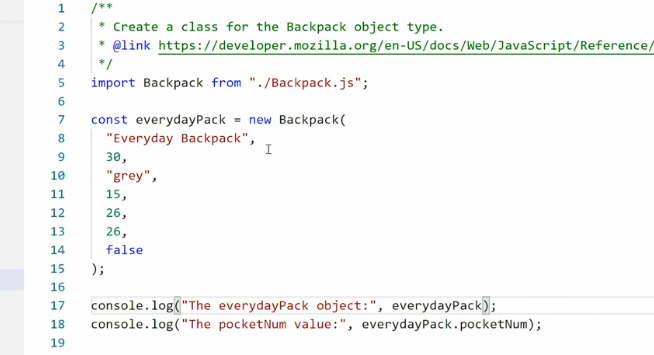 1 /**
2  * Create a class for the Backpack object type.
3  * @link https://developer.mozilla.org/en-US/docs/Web/JavaScript/Reference/
4  */
5 import Backpack from "./Backpack.js";
6
7 const everydayPack = new Backpack(
8   "Everyday Backpack",
9   30,
10   "grey",
11   15,
12   26,
13   26,
14   false
15 );
16
17 console.log("The everydayPack object:", everydayPack);
18 console.log("The pocketNum value:", everydayPack.pocketNum);
19